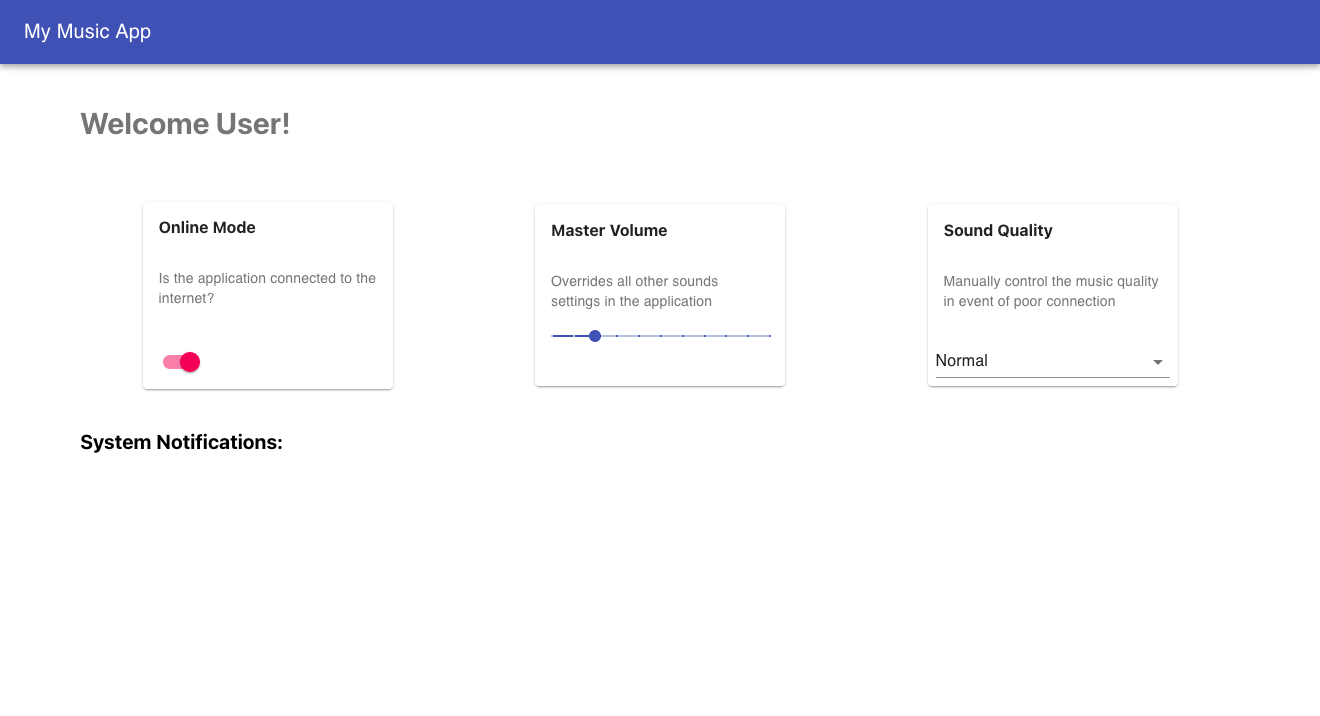 My Music App
Welcome User!
Online Mode
Is the application connected to the
internet?
Master Volume
Overrides all other sounds
settings in the application
Sound Quality
Manually control the music quality
in event of poor connection
Normal
System Notifications: